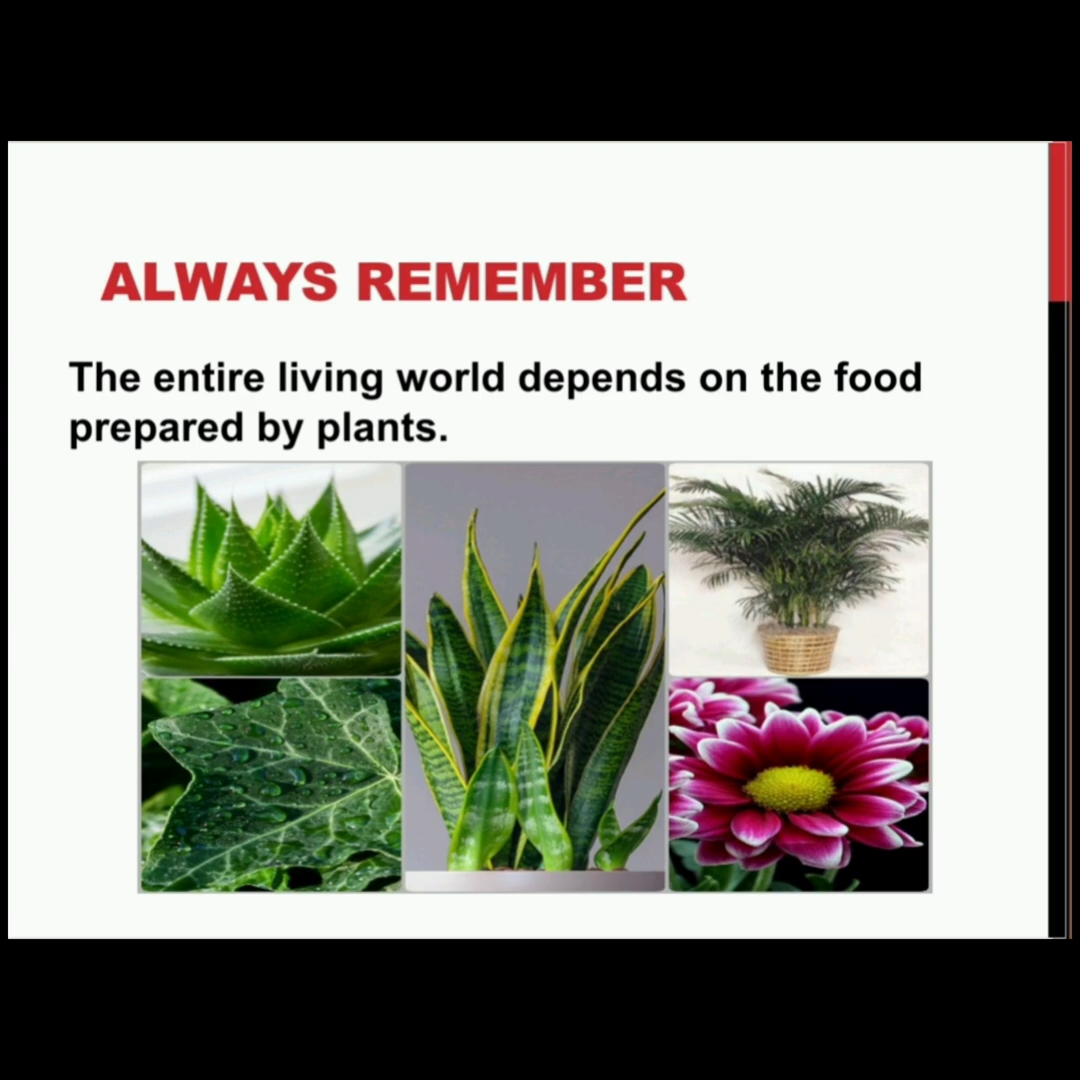 ALWAYS REMEMBER
The entire living world depends on the food
prepared by plants.